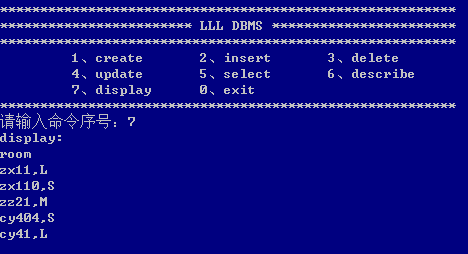 *********************************************************
************************ LLL DBMS ***********************
*********************************************************
1、create 2、insert 3、delete
4、update 5、select 6、describe
7、display 0、exit
*********************************************************
请输入命令序号：7
display:
room
zx11,L
zx110,S
zz21,M
cy404,S
cy41,L